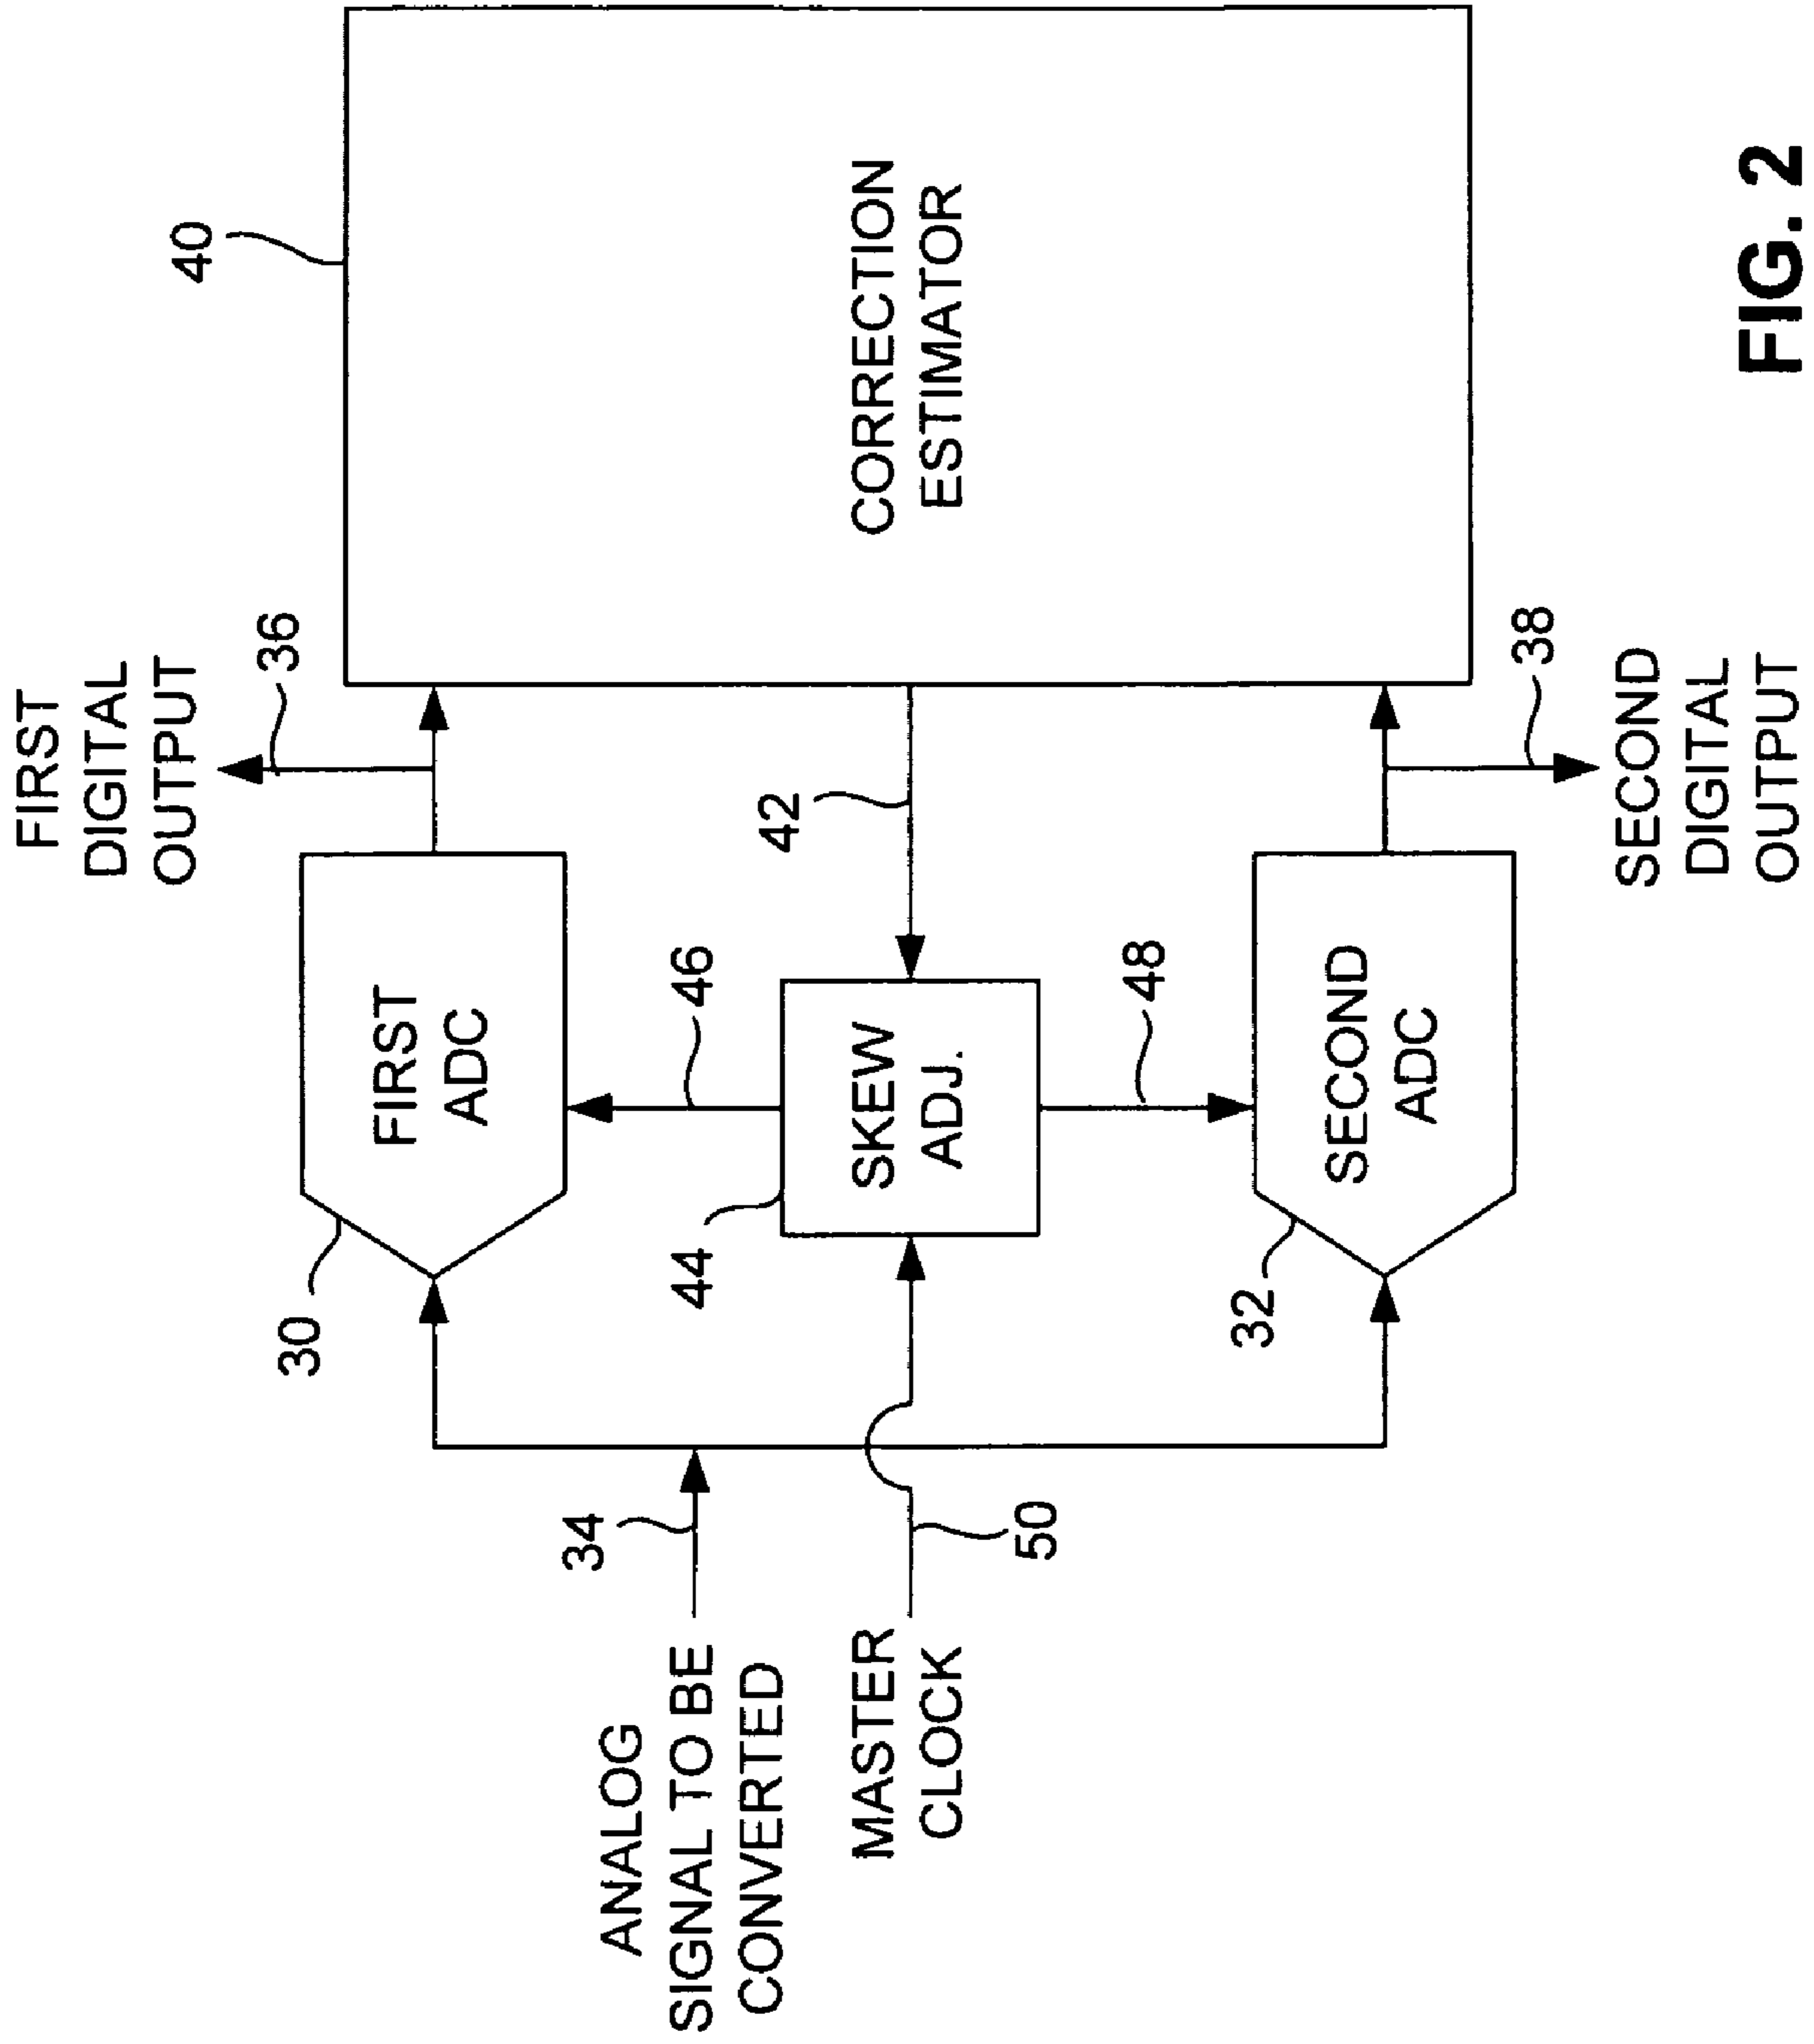 FIRST
DIGITAL
OUTPUT
36
40
30
FIRST
ADC
46
42
CORRECTION
ESTIMATOR
ANALOG
SIGNAL TO BE
CONVERTED
34
44
SKEW
ADJ.
MASTER
CLOCK
50
48
32
SECOND
ADC
38
SECOND
DIGITAL
OUTPUT
FIG. 2